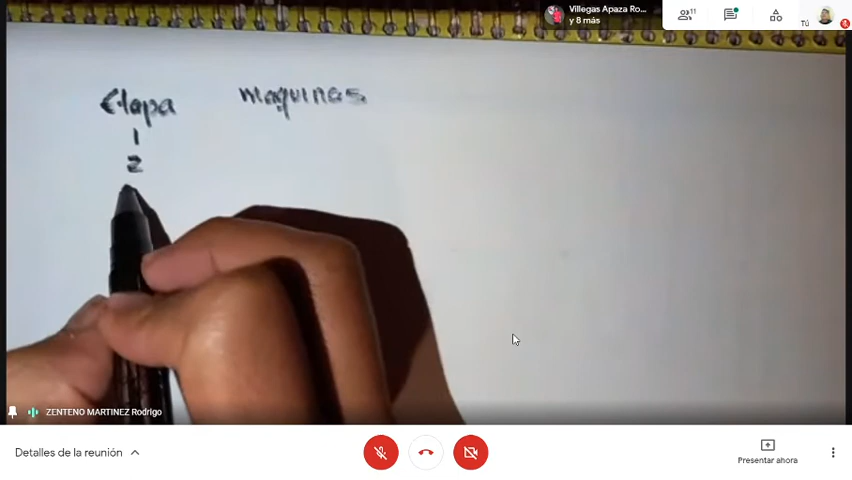 Villegas Apaza Ro...
y 8 más
11
Tú
Etapa maquinas
1
2
ZENTENO MARTINEZ Rodrigo
Detalles de la reunión
Presentar ahora